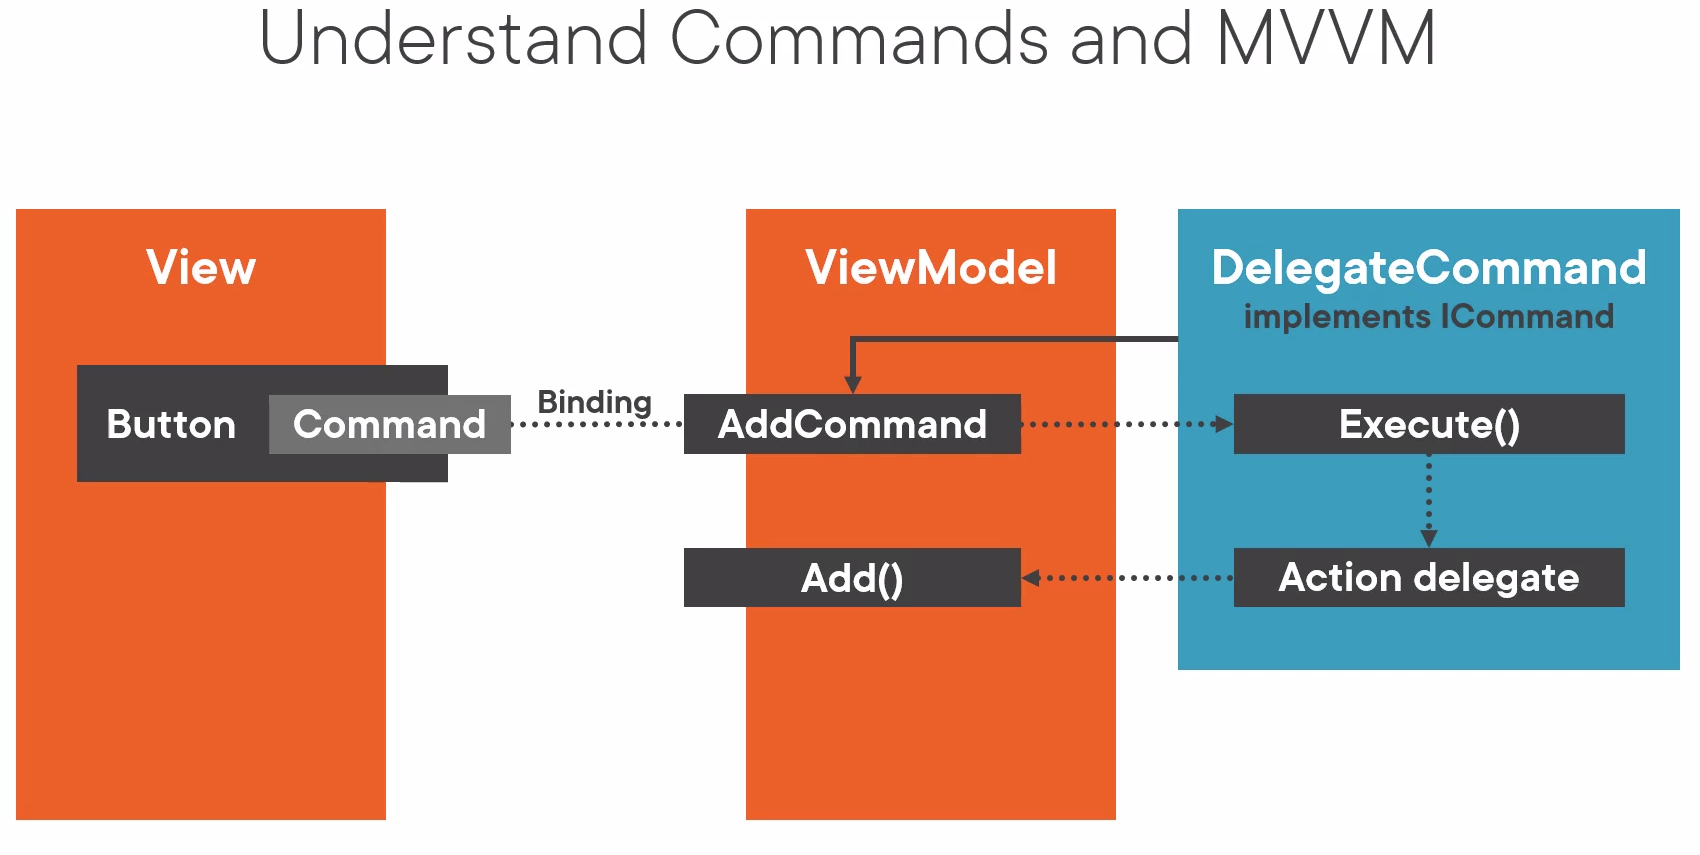 Understand Commands and MVVM
View
ViewModel
DelegateCommand
implements ICommand
Button
Command
Binding
AddCommand
Execute()
Add()
Action delegate